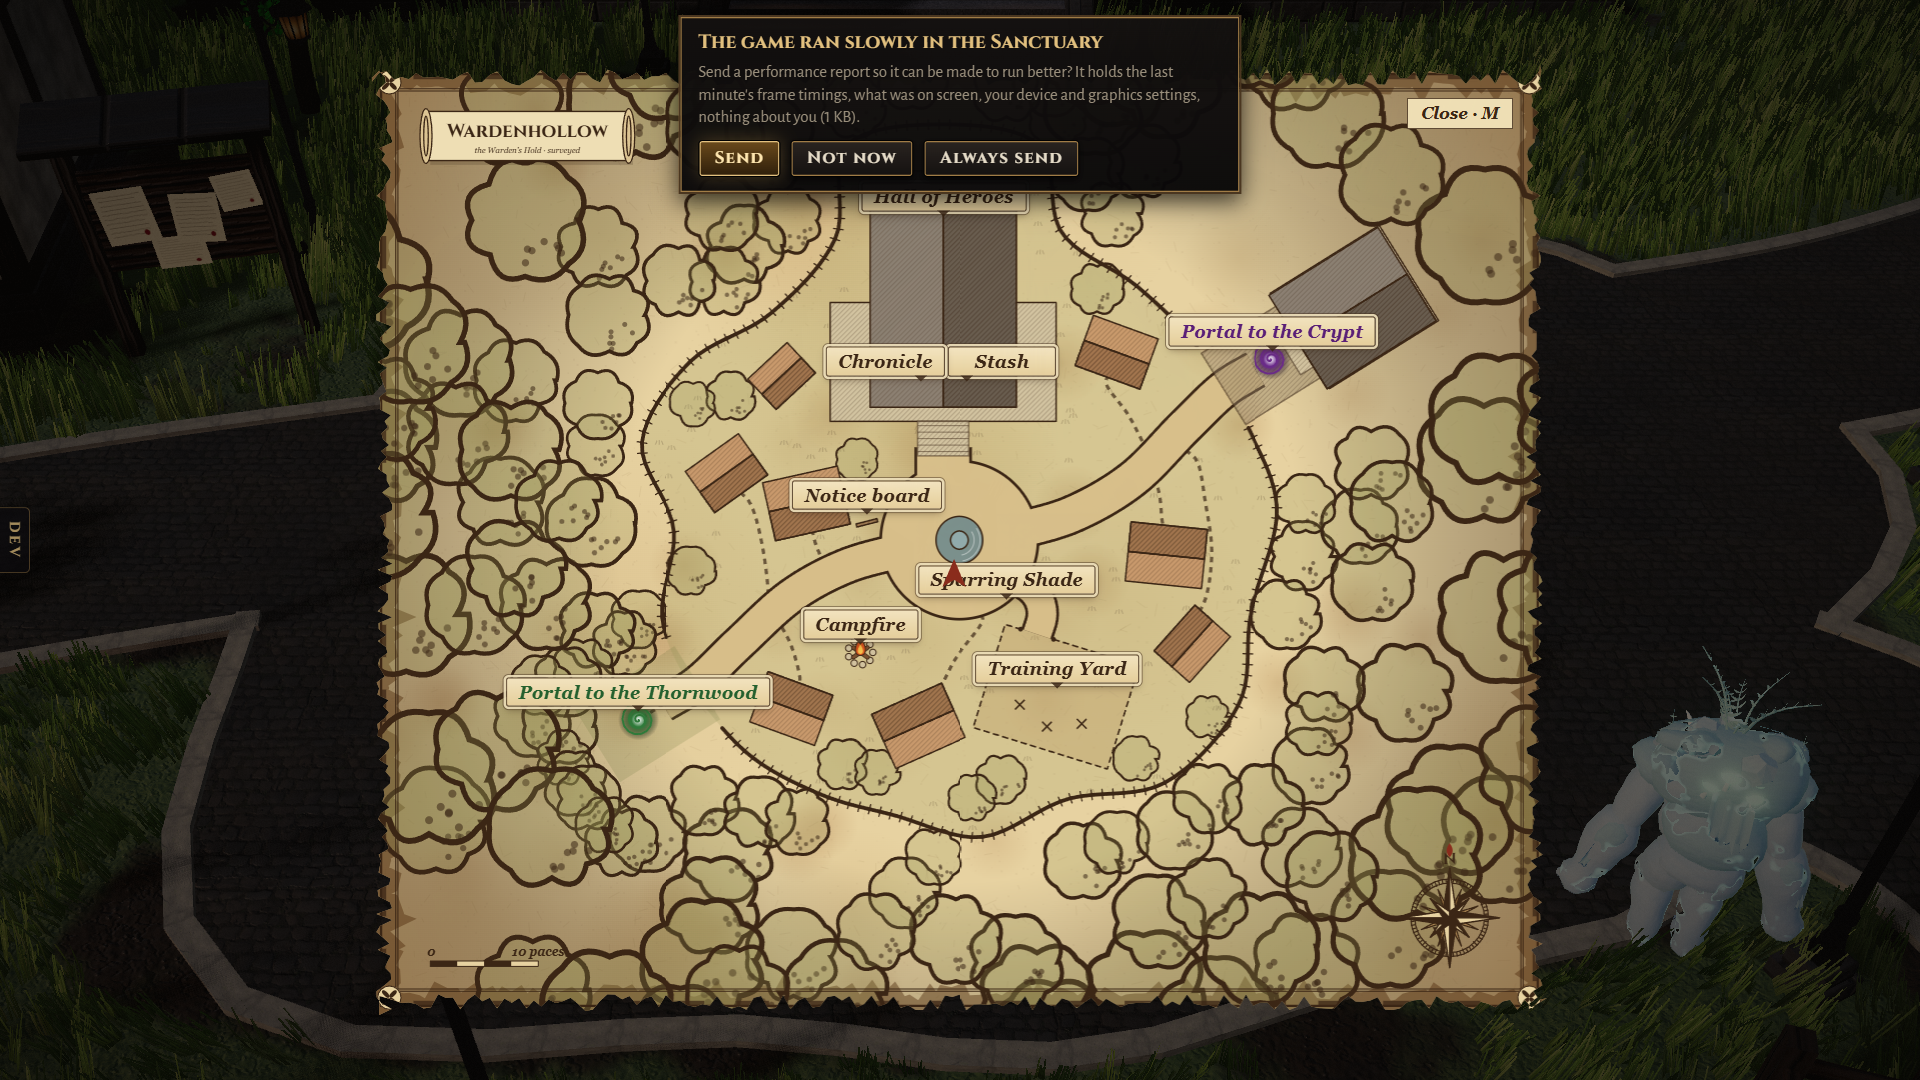 The game ran slowly in the Sanctuary
Send a performance report so it can be made to run better? It holds the last
minute's frame timings, what was on screen, your device and graphics settings,
nothing about you (1 KB).
Send
Not now
Always send
Wardenhollow
the Warden's Hold · surveyed
Close · M
Hall of Heroes
Portal to the Crypt
Chronicle
Stash
Notice board
DEV
Sparring Shade
Campfire
Training Yard
Portal to the Thornwood
0 10 paces